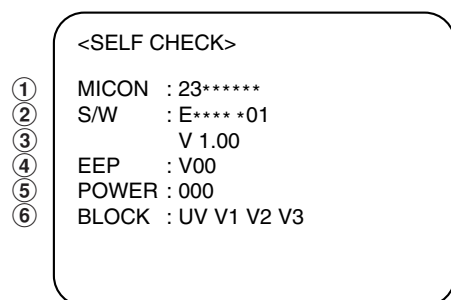 <SELF CHECK>
① MICON : 23******
② S/W : E**** *01
③ V 1.00
④ EEP : V00
⑤ POWER : 000
⑥ BLOCK : UV V1 V2 V3